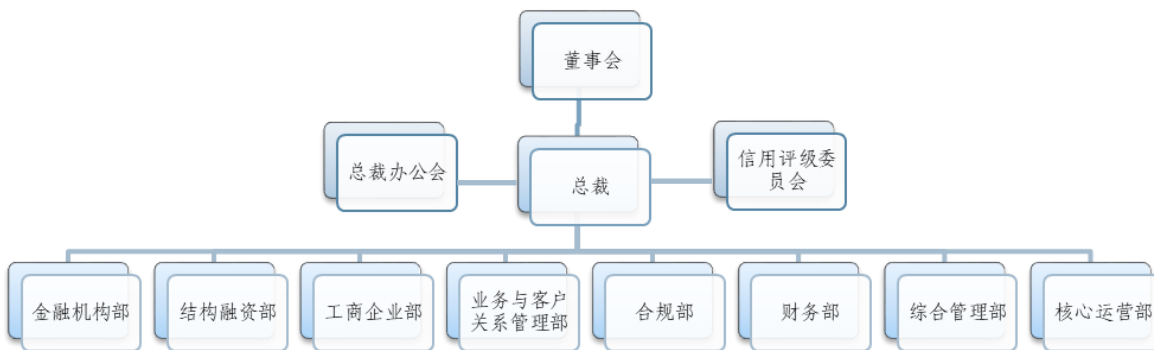 董事会
总裁办公会
总裁
信用评级委
员会
金融机构部
结构融资部
工商企业部
业务与客户
关系管理部
合规部
财务部
综合管理部
核心运营部